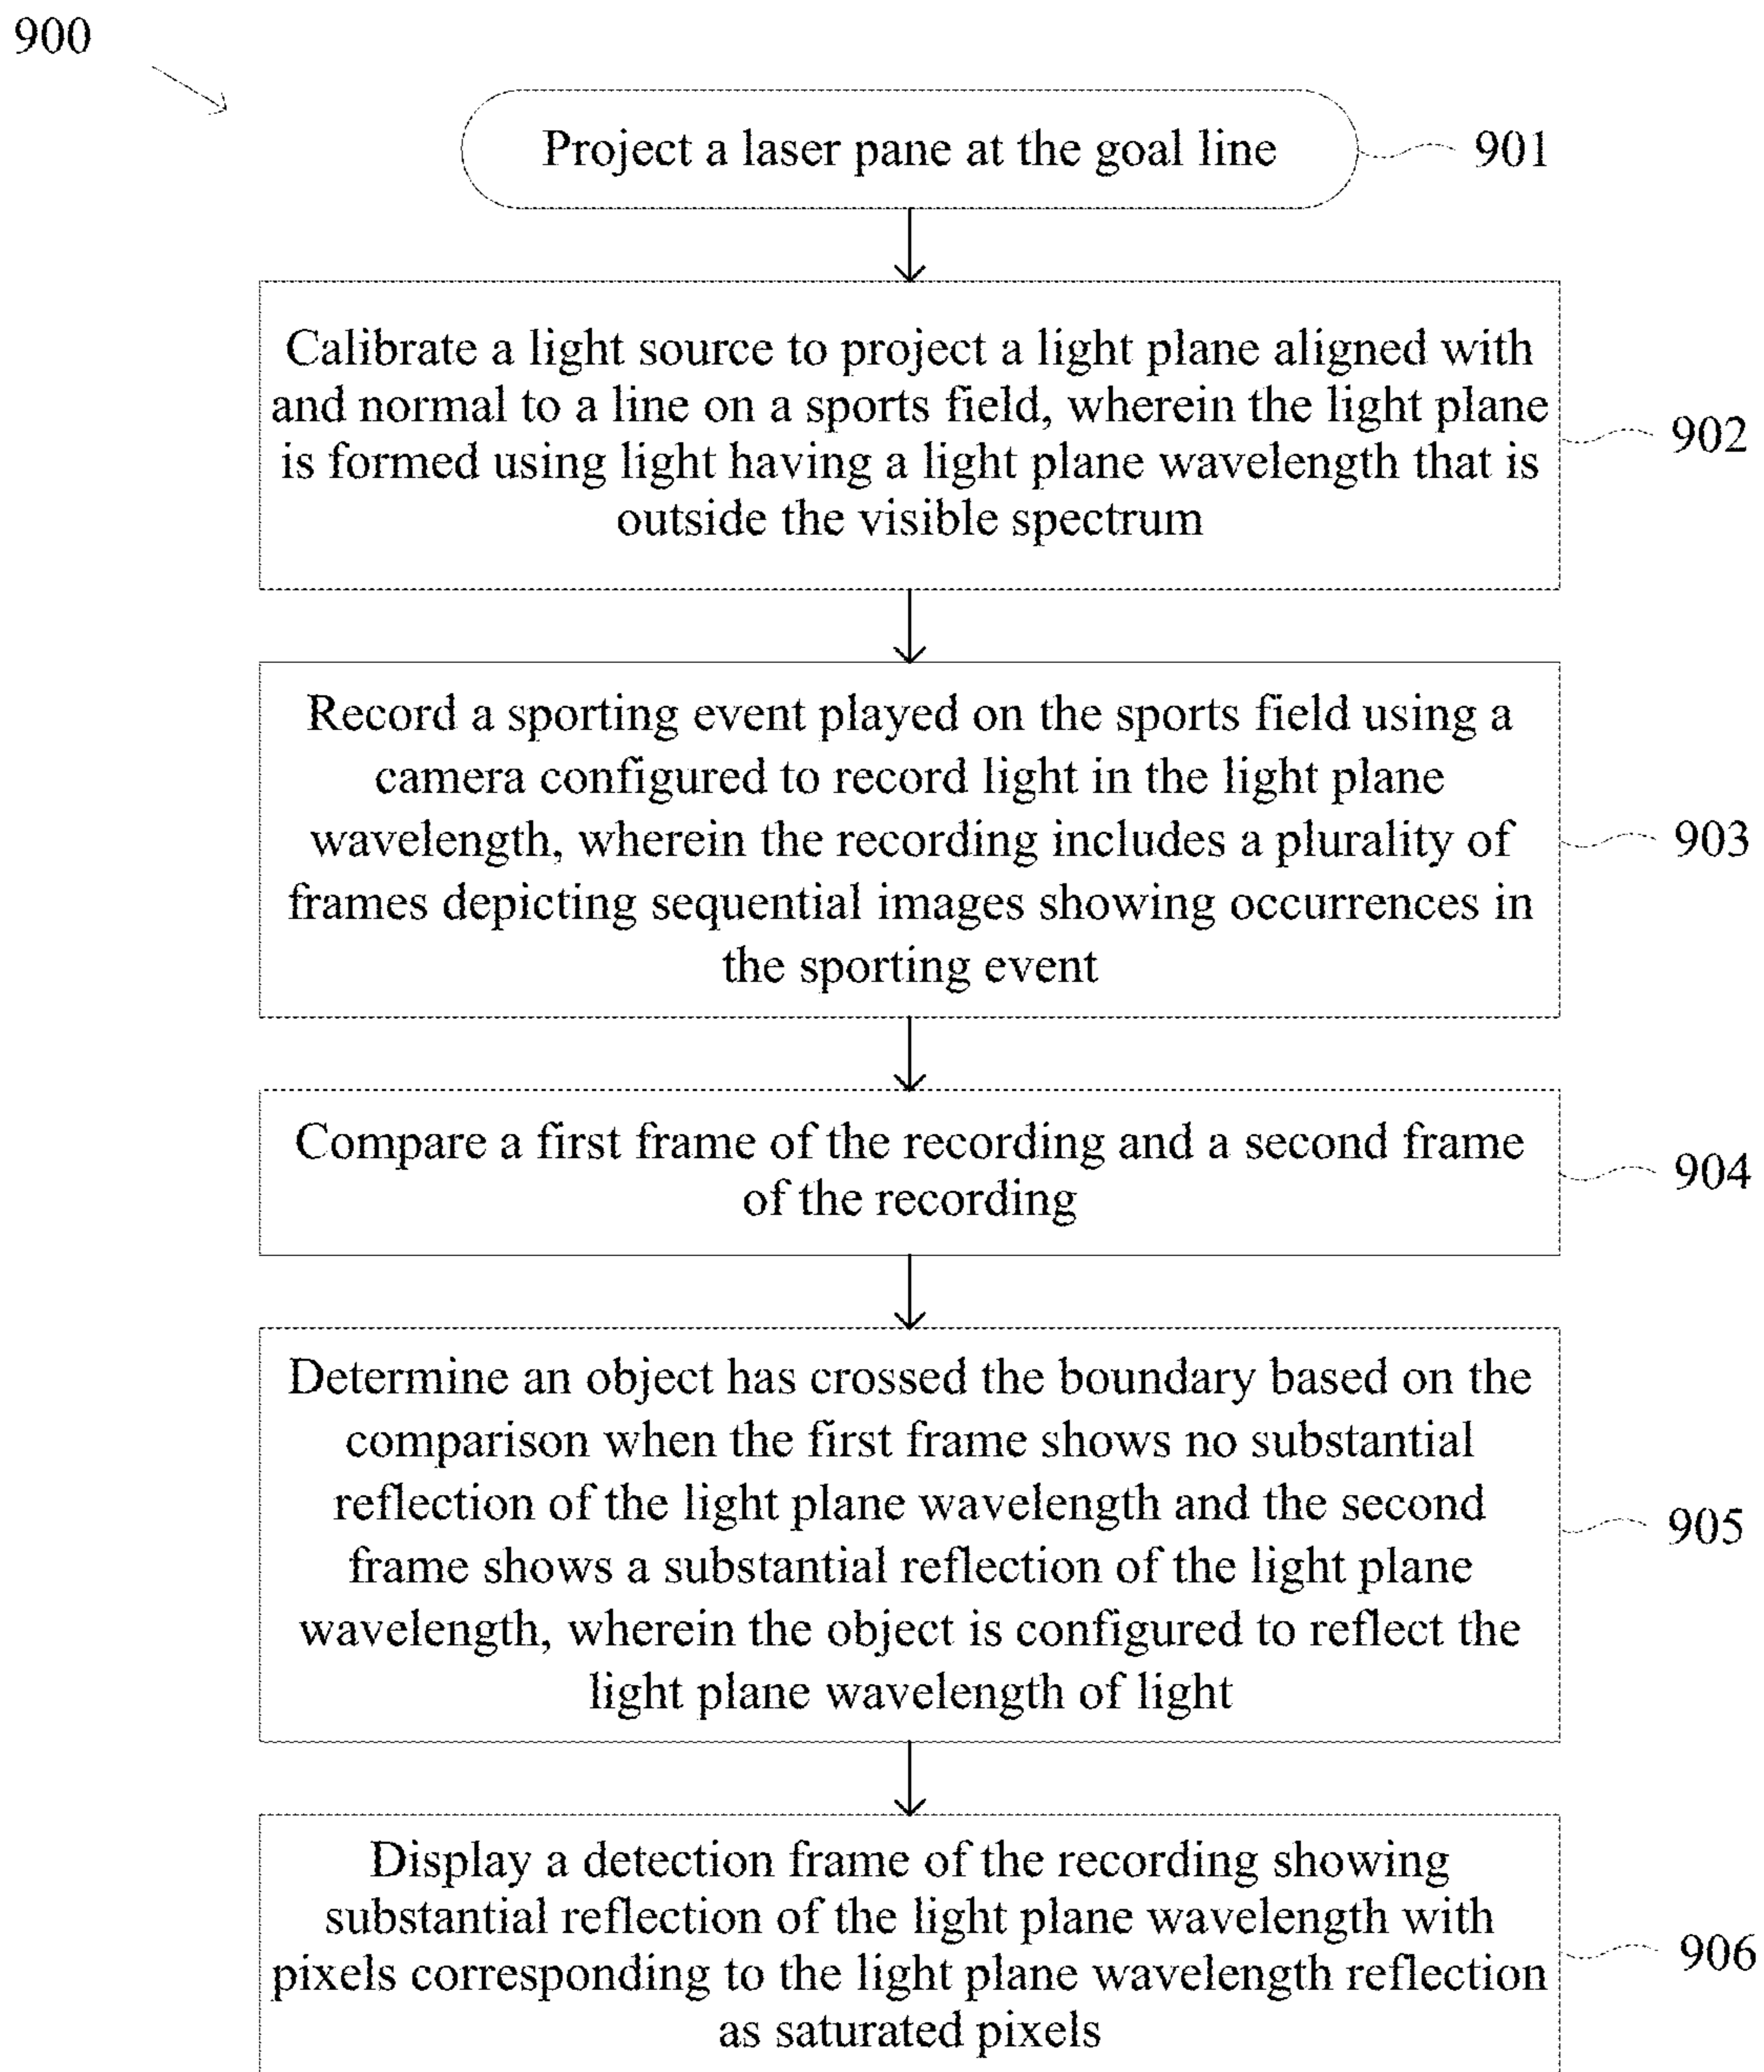 900
Project a laser pane at the goal line
901
Calibrate a light source to project a light plane aligned with
and normal to a line on a sports field, wherein the light plane
is formed using light having a light plane wavelength that is
outside the visible spectrum
902
Record a sporting event played on the sports field using a
camera configured to record light in the light plane
wavelength, wherein the recording includes a plurality of
frames depicting sequential images showing occurrences in
the sporting event
903
Compare a first frame of the recording and a second frame
of the recording
904
Determine an object has crossed the boundary based on the
comparison when the first frame shows no substantial
reflection of the light plane wavelength and the second
frame shows a substantial reflection of the light plane
wavelength, wherein the object is configured to reflect the
light plane wavelength of light
905
Display a detection frame of the recording showing
substantial reflection of the light plane wavelength with
pixels corresponding to the light plane wavelength reflection
as saturated pixels
906